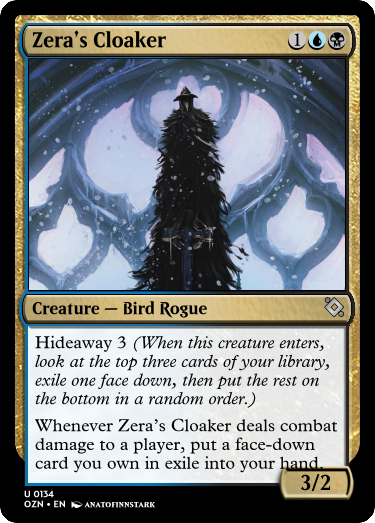 Zera's Cloaker 1
Creature — Bird Rogue
Hideaway 3 (When this creature enters,
look at the top three cards of your library,
exile one face down, then put the rest on
the bottom in a random order.)
Whenever Zera's Cloaker deals combat
damage to a player, put a face-down
card you own in exile into your hand.
3/2
U 0134
OZN • EN ANATOFINNSTARK